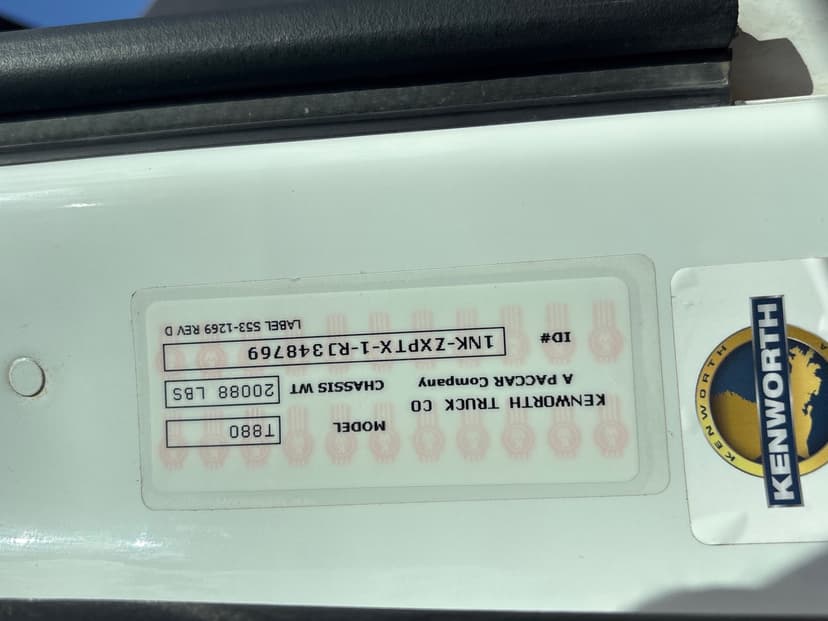 MODEL T880
KENWORTH TRUCK CO
A PACCAR Company CHASSIS WT 20088 LBS
ID# 1NK-ZXPTX-1-RJ348769
LABEL S53-1269 REV D
KENWORTH
KENWORTH